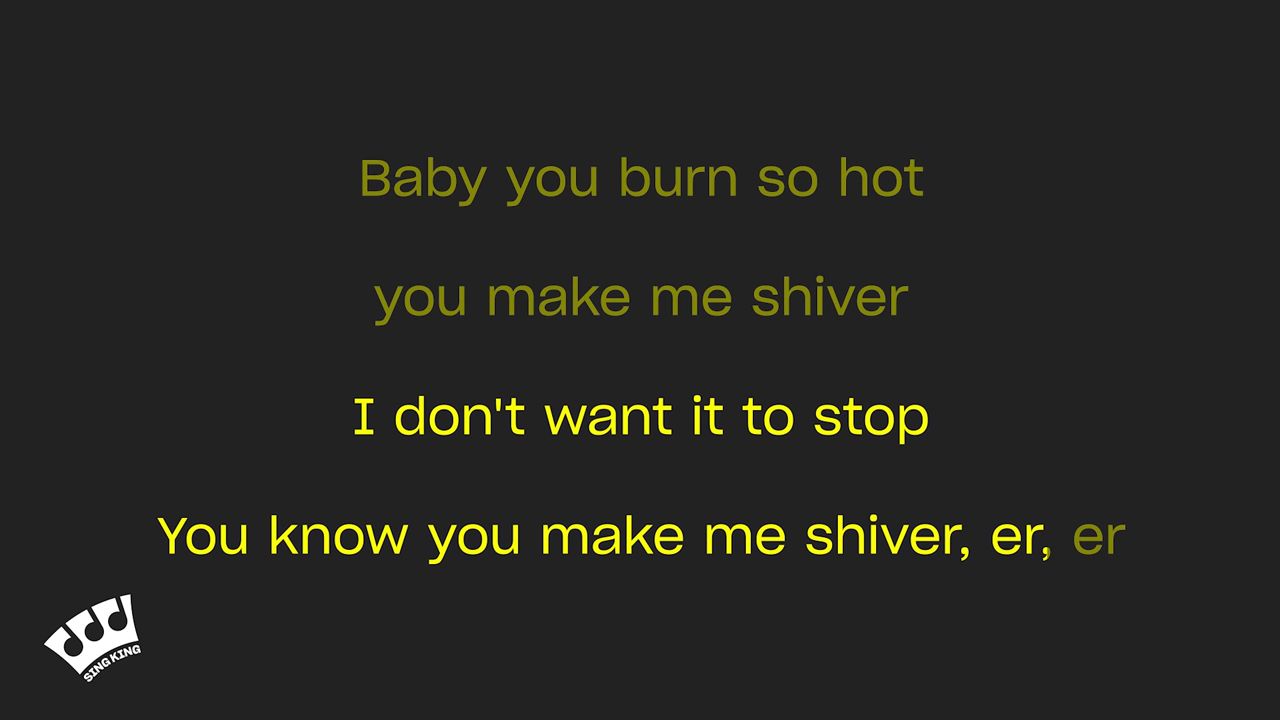 Baby you burn so hot
you make me shiver
I don't want it to stop
You know you make me shiver, er, er
SING KING